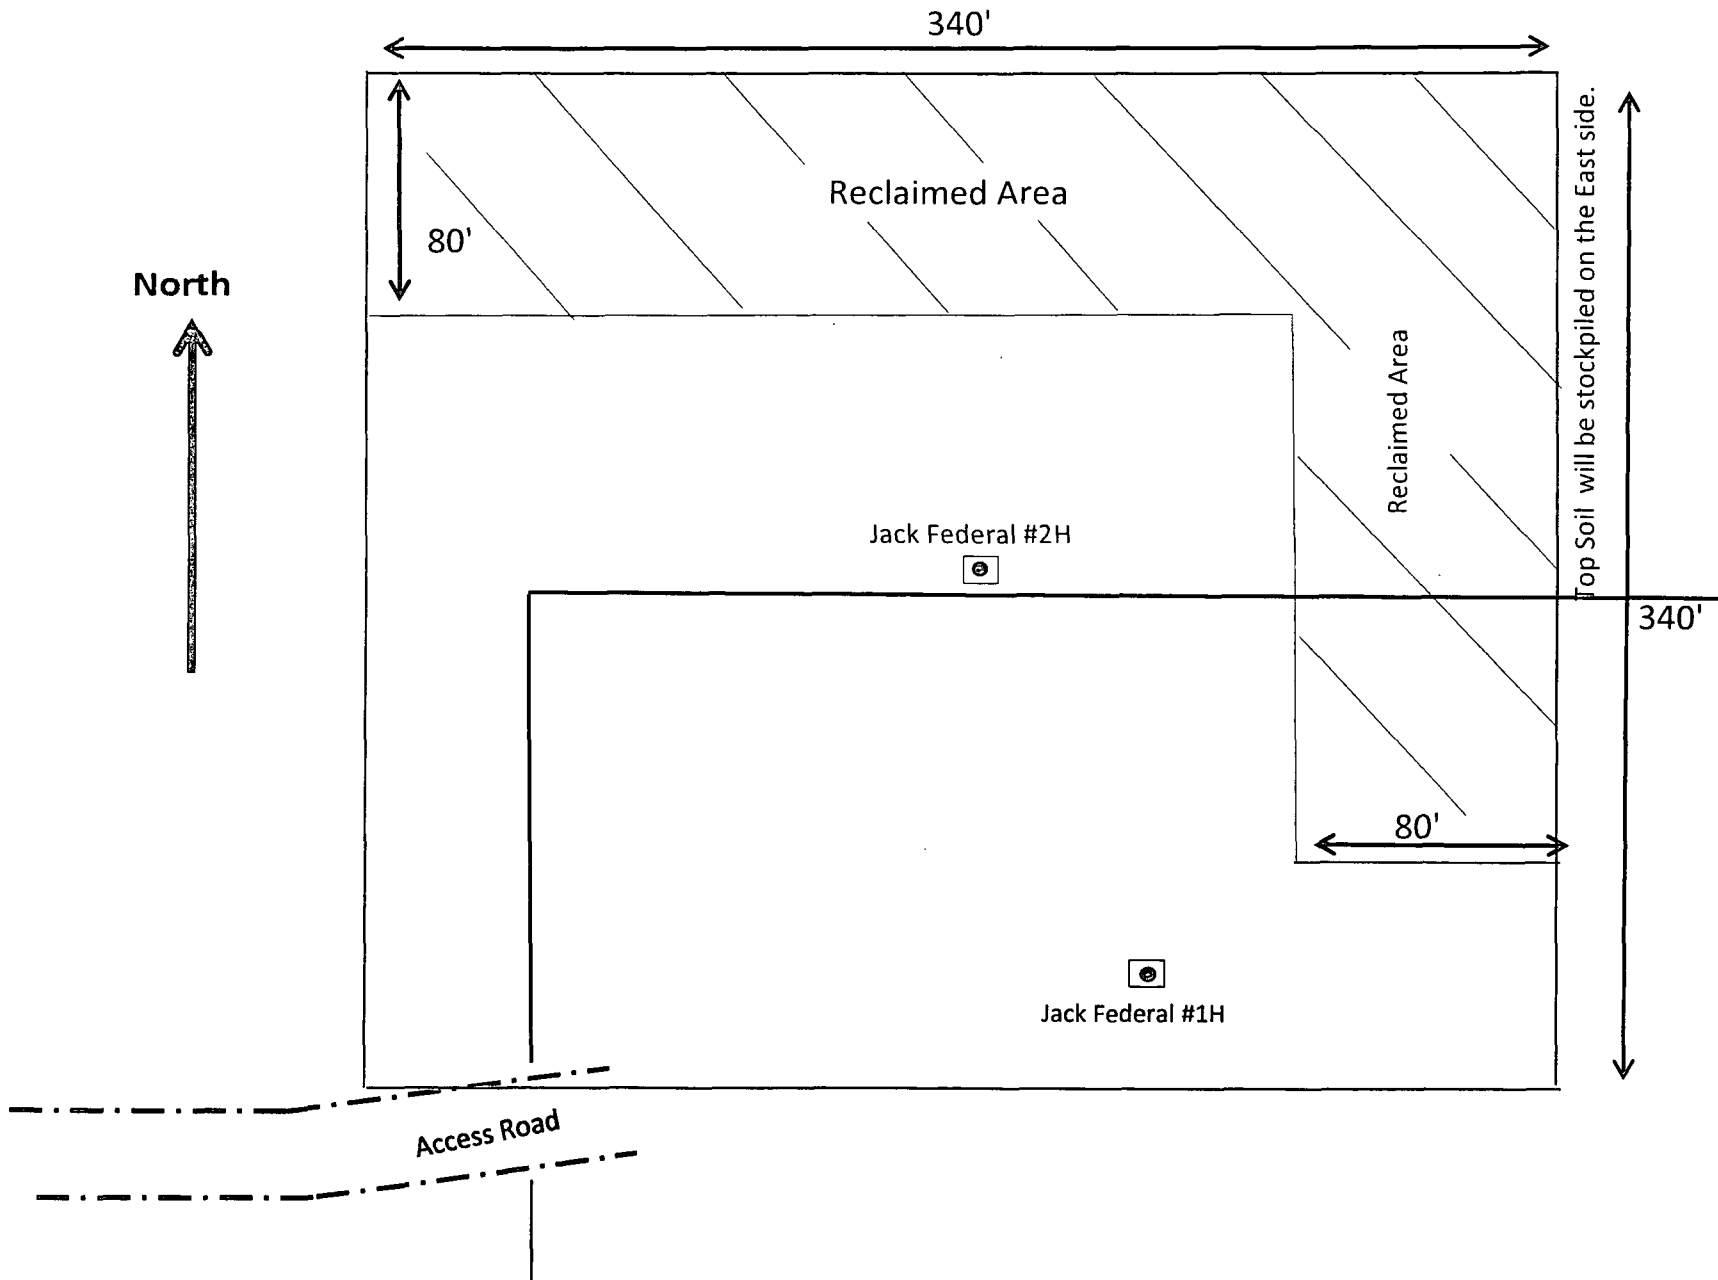 340'
Top Soil will be stockpiled on the East side.
Reclaimed Area
80'
North
Reclaimed Area
Jack Federal #2H
340'
80'
Jack Federal #1H
Access Road